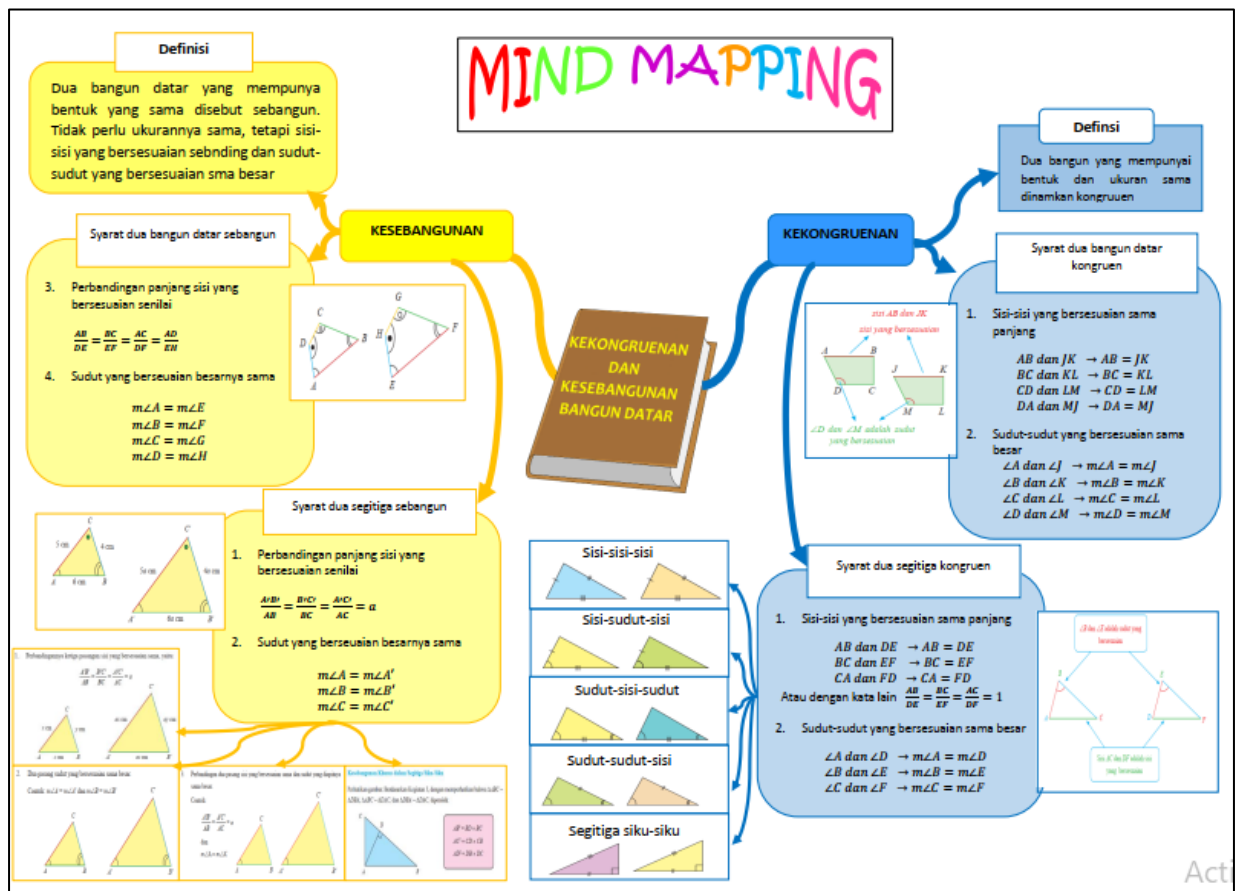 MIND MAPPING
Definisi
Dua bangun datar yang mempunya
bentuk yang sama disebut sebangun.
Tidak perlu ukurannya sama, tetapi sisi-
sisi yang bersesuaian sebnding dan sudut-
sudut yang bersesuaian sma besar
KESEBANGUNAN
Syarat dua bangun datar sebangun
3. Perbandingan panjang sisi yang
bersesuaian senilai
AB/DE = BC/EF = AC/DF = AD/EH
4. Sudut yang berseuaian besarnya sama
m∠A = m∠E
m∠B = m∠F
m∠C = m∠G
m∠D = m∠H
C
D
B
A
G
H
F
E
KEKONGRUENAN
DAN
KESEBANGUNAN
BANGUN DATAR
Syarat dua segitiga sebangun
1. Perbandingan panjang sisi yang
bersesuaian senilai
A′B′/AB = B′C′/BC = A′C′/AC = a
2. Sudut yang berseuaian besarnya sama
m∠A = m∠A'
m∠B = m∠B'
m∠C = m∠C'
C
5 cm
4 cm
A
6 cm
B
C'
5a cm
4a cm
A'
6a cm
B'
KEKONGRUENAN
Definsi
Dua bangun yang mempunyai
bentuk dan ukuran sama
dinamkan kongruuen
Syarat dua bangun datar
kongruen
1. Sisi-sisi yang bersesuaian sama
panjang
AB dan JK → AB = JK
BC dan KL → BC = KL
CD dan LM → CD = LM
DA dan MJ → DA = MJ
2. Sudut-sudut yang bersesuaian sama
besar
∠A dan ∠J → m∠A = m∠J
∠B dan ∠K → m∠B = m∠K
∠C dan ∠L → m∠C = m∠L
∠D dan ∠M → m∠D = m∠M
sisi AB dan JK
sisi yang bersesuaian
A
B
D
C
J
K
M
L
∠D dan ∠M adalah sudut
yang bersesuaian
Syarat dua segitiga kongruen
1. Sisi-sisi yang bersesuaian sama panjang
AB dan DE → AB = DE
BC dan EF → BC = EF
CA dan FD → CA = FD
Atau dengan kata lain AB/DE = BC/EF = AC/DF = 1
2. Sudut-sudut yang bersesuaian sama besar
∠A dan ∠D → m∠A = m∠D
∠B dan ∠E → m∠B = m∠E
∠C dan ∠F → m∠C = m∠F
Sisi-sisi-sisi
Sisi-sudut-sisi
Sudut-sisi-sudut
Sudut-sudut-sisi
Segitiga siku-siku
Acti